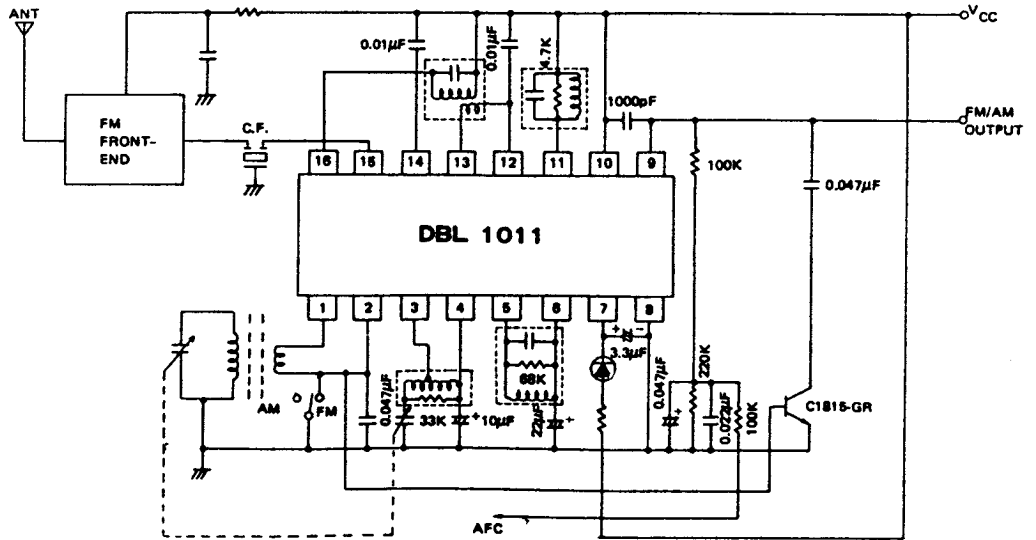 ANT
V CC
0.01µF
0.01µF
4.7K
1000pF
FM/AM
OUTPUT
FM
FRONT-
END
C.F.
16
15
14
13
12
11
10
9
100K
0.047µF
DBL 1011
1
2
3
4
5
6
7
8
+
-
3.3µF
68K
220K
0.047µF
+
0.022µF
100K
C1815-GR
AM
FM
0.047µF
33K
+
10µF
22µF
+
AFC